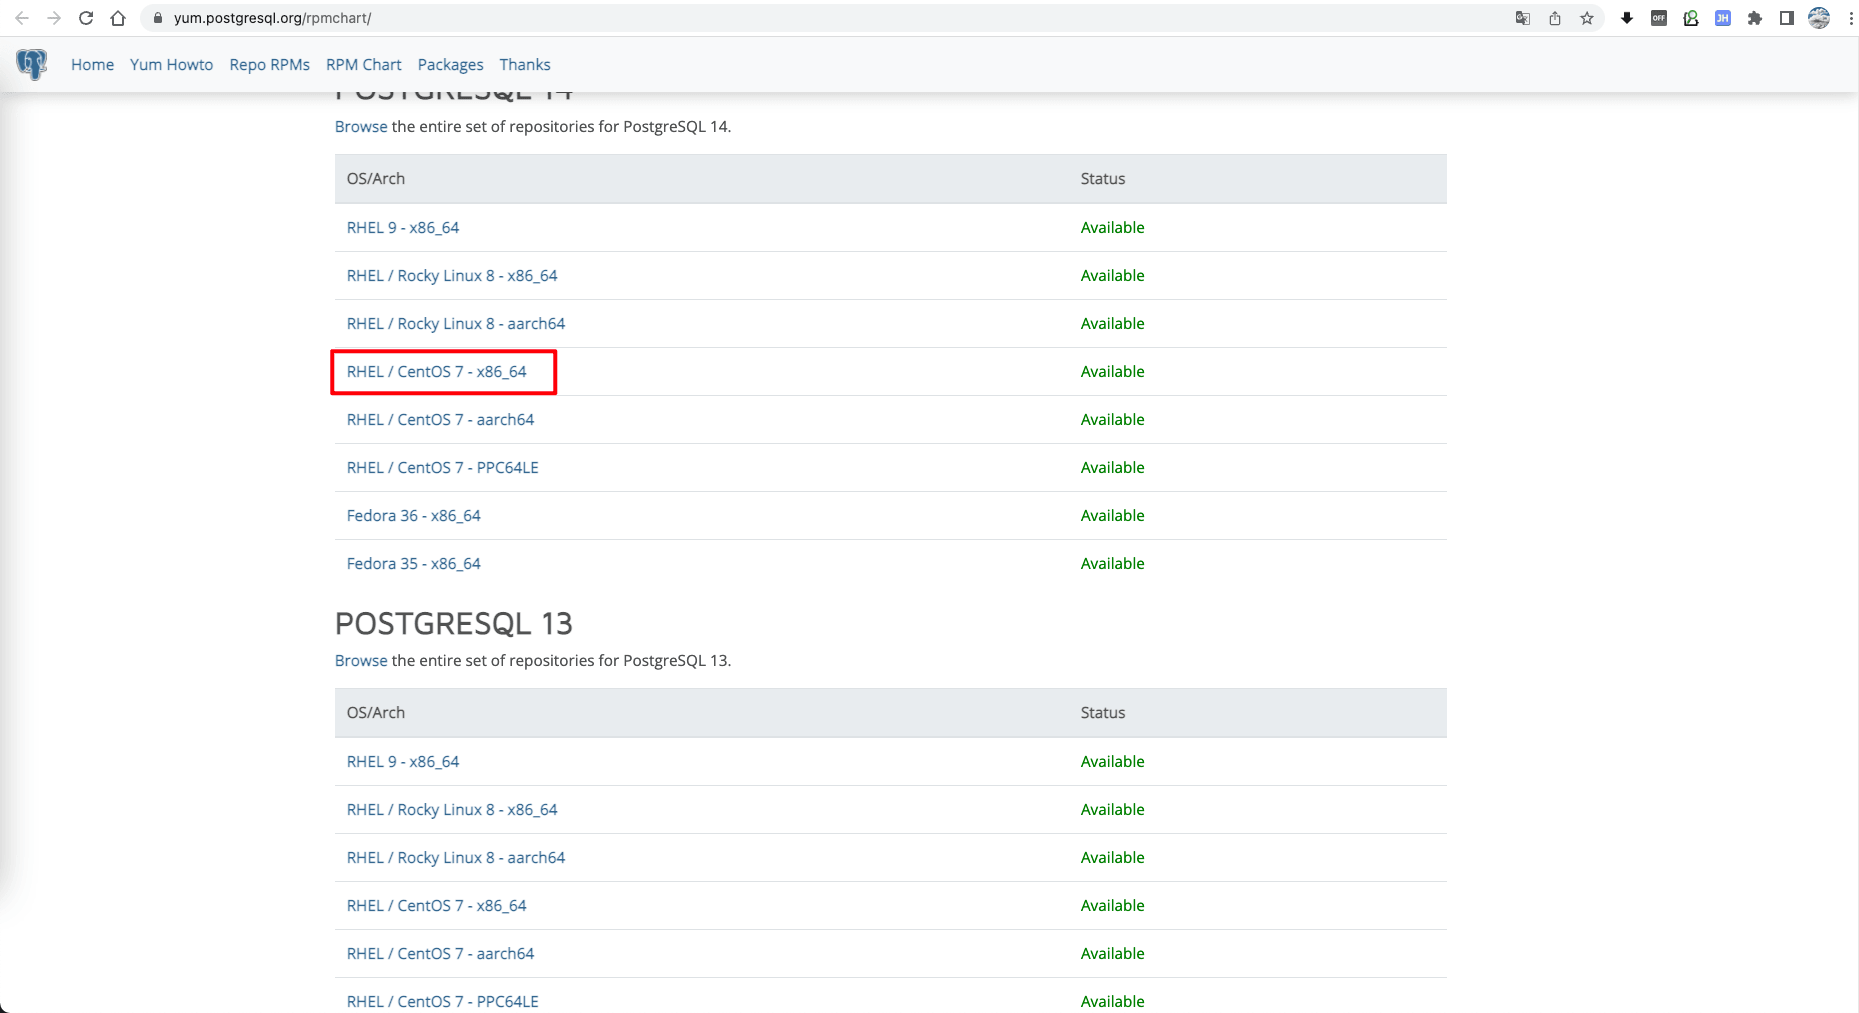 yum.postgresql.org/rpmchart/
OFF
JH
Home Yum Howto Repo RPMs RPM Chart Packages Thanks
POSTGRESQL 14
Browse the entire set of repositories for PostgreSQL 14.
OS/Arch Status
RHEL 9 - x86_64 Available
RHEL / Rocky Linux 8 - x86_64 Available
RHEL / Rocky Linux 8 - aarch64 Available
RHEL / CentOS 7 - x86_64 Available
RHEL / CentOS 7 - aarch64 Available
RHEL / CentOS 7 - PPC64LE Available
Fedora 36 - x86_64 Available
Fedora 35 - x86_64 Available
POSTGRESQL 13
Browse the entire set of repositories for PostgreSQL 13.
OS/Arch Status
RHEL 9 - x86_64 Available
RHEL / Rocky Linux 8 - x86_64 Available
RHEL / Rocky Linux 8 - aarch64 Available
RHEL / CentOS 7 - x86_64 Available
RHEL / CentOS 7 - aarch64 Available
RHEL / CentOS 7 - PPC64LE Available